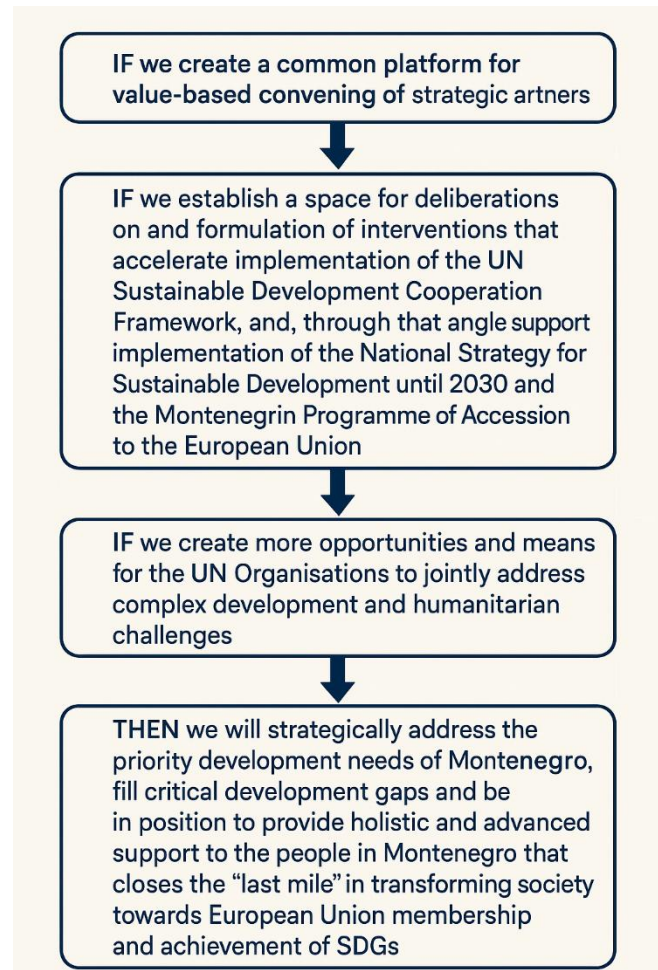 IF we create a common platform for
value-based convening of strategic artners
IF we establish a space for deliberations
on and formulation of interventions that
accelerate implementation of the UN
Sustainable Development Cooperation
Framework, and, through that angle support
implementation of the National Strategy for
Sustainable Development until 2030 and
the Montenegrin Programme of Accession
to the European Union
IF we create more opportunities and means
for the UN Organisations to jointly address
complex development and humanitarian
challenges
THEN we will strategically address the
priority development needs of Montenegro,
fill critical development gaps and be
in position to provide holistic and advanced
support to the people in Montenegro that
closes the “last mile” in transforming society
towards European Union membership
and achievement of SDGs